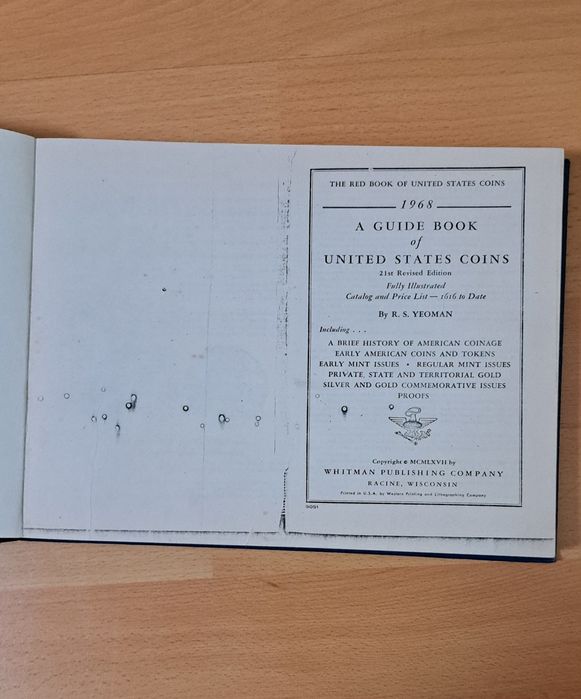 THE RED BOOK OF UNITED STATES COINS
1968
A GUIDE BOOK
of
UNITED STATES COINS
21st Revised Edition
Fully Illustrated
Catalog and Price List — 1616 to Date
By R. S. YEOMAN
Including . . .
A BRIEF HISTORY OF AMERICAN COINAGE
EARLY AMERICAN COINS AND TOKENS
EARLY MINT ISSUES • REGULAR MINT ISSUES
PRIVATE, STATE AND TERRITORIAL GOLD
SILVER AND GOLD COMMEMORATIVE ISSUES
PROOFS
Copyright © MCMLXVII by
WHITMAN PUBLISHING COMPANY
RACINE, WISCONSIN
Printed in U.S.A. by Western Printing and Lithographing Company